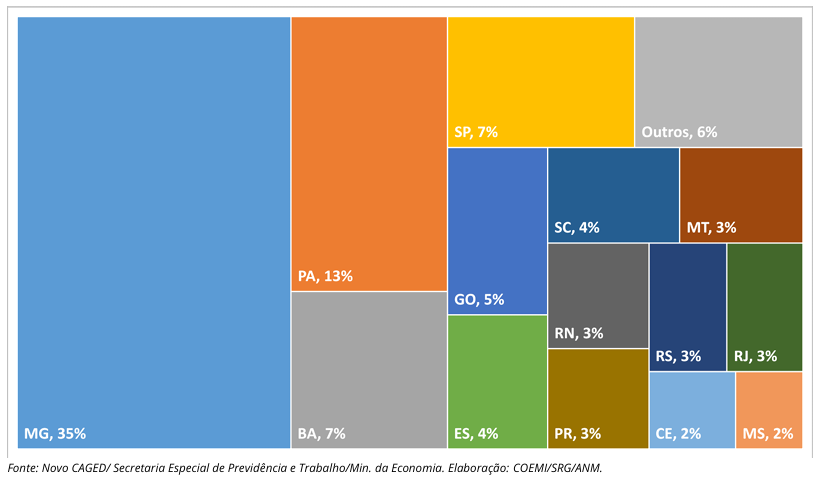 SP, 7%
Outros, 6%
SC, 4%
MT, 3%
PA, 13%
GO, 5%
RN, 3%
RS, 3%
RJ, 3%
MG, 35%
BA, 7%
ES, 4%
PR, 3%
CE, 2%
MS, 2%
Fonte: Novo CAGED/ Secretaria Especial de Previdência e Trabalho/Min. da Economia. Elaboração: COEMI/SRG/ANM.